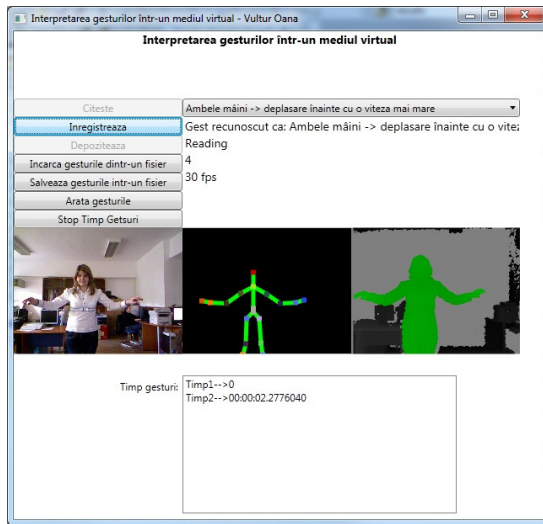 Interpretarea gesturilor într-un mediul virtual - Vultur Oana
Interpretarea gesturilor într-un mediul virtual
Citeste
Ambele mâini -> deplasare înainte cu o viteza mai mare
Inregistreaza
Gest recunoscut ca: Ambele mâini -> deplasare înainte cu o vitez
Depoziteaza
Reading
Incarca gesturile dintr-un fisier
4
Salveaza gesturile intr-un fisier
30 fps
Arata gesturile
Stop Timp Getsuri
Timp gesturi:
Timp1-->0
Timp2-->00:00:02.2776040